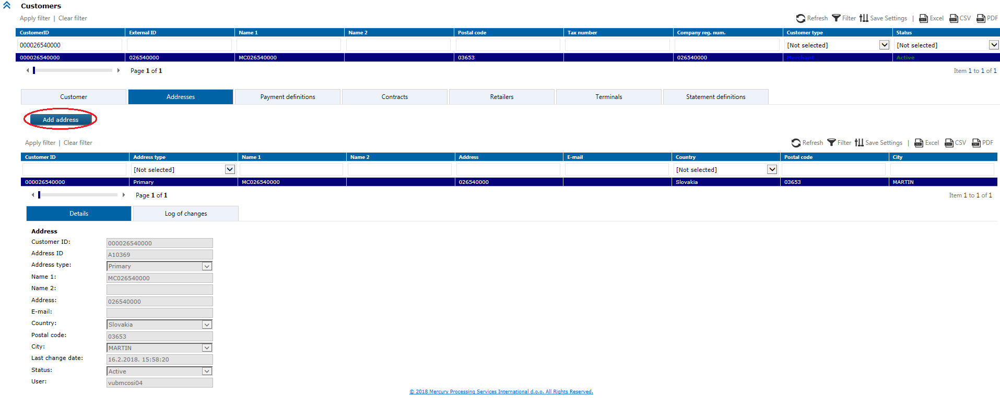 Customers
Apply filter | Clear filter Refresh Filter Save Settings | Excel CSV PDF
CustomerID External ID Name 1 Name 2 Postal code Tax number Company reg. num. Customer type Status
000026540000 [Not selected] [Not selected]
000026540000 026540000 MC026540000 03653 026540000 Merchant Active
Page 1 of 1 Item 1 to 1 of 1
Customer Addresses Payment definitions Contracts Retailers Terminals Statement definitions
Add address
Apply filter | Clear filter Refresh Filter Save Settings | Excel CSV PDF
Customer ID Address type Name 1 Name 2 Address E-mail Country Postal code City
[Not selected] [Not selected]
000026540000 Primary MC026540000 026540000 Slovakia 03653 MARTIN
Page 1 of 1 Item 1 to 1 of 1
Details Log of changes
Address
Customer ID: 000026540000
Address ID A10369
Address type: Primary
Name 1: MC026540000
Name 2:
Address: 026540000
E-mail:
Country: Slovakia
Postal code: 03653
City: MARTIN
Last change date: 16.2.2018. 15:58:20
Status: Active
User: vubmcosi04
© 2018 Mercury Processing Services International d.o.o. All Rights Reserved.